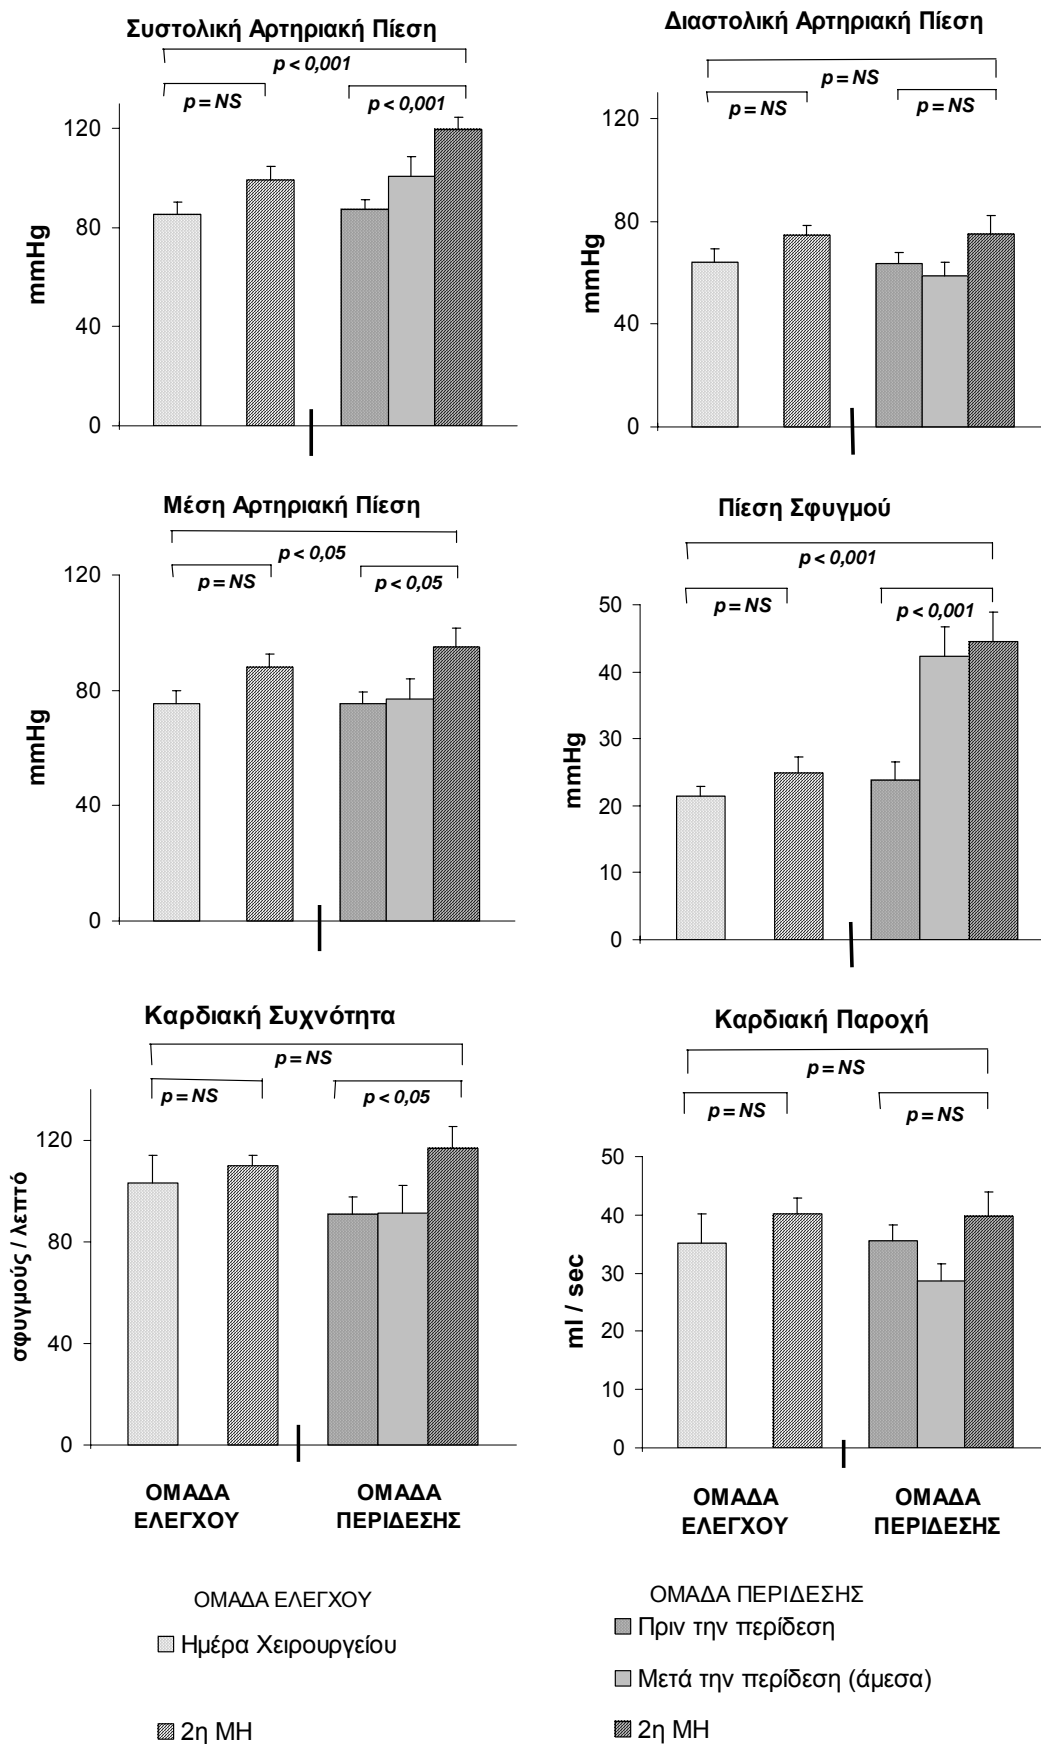 Συστολική Αρτηριακή Πίεση
p < 0,001
p = NS
p < 0,001
120
80
40
0
mmHg
Διαστολική Αρτηριακή Πίεση
p = NS
p = NS
p = NS
120
80
40
0
mmHg
Μέση Αρτηριακή Πίεση
p < 0,05
p = NS
p < 0,05
120
80
40
0
mmHg
Πίεση Σφυγμού
p < 0,001
p = NS
p < 0,001
50
40
30
20
10
0
mmHg
Καρδιακή Συχνότητα
p = NS
p = NS
p < 0,05
120
80
40
0
σφυγμούς / λεπτό
ΟΜΑΔΑ
ΕΛΕΓΧΟΥ
ΟΜΑΔΑ
ΠΕΡΙΔΕΣΗΣ
Καρδιακή Παροχή
p = NS
p = NS
p = NS
50
40
30
20
10
0
ml / sec
ΟΜΑΔΑ
ΕΛΕΓΧΟΥ
ΟΜΑΔΑ
ΠΕΡΙΔΕΣΗΣ
ΟΜΑΔΑ ΕΛΕΓΧΟΥ
Ημέρα Χειρουργείου
2η ΜΗ
ΟΜΑΔΑ ΠΕΡΙΔΕΣΗΣ
Πριν την περίδεση
Μετά την περίδεση (άμεσα)
2η ΜΗ